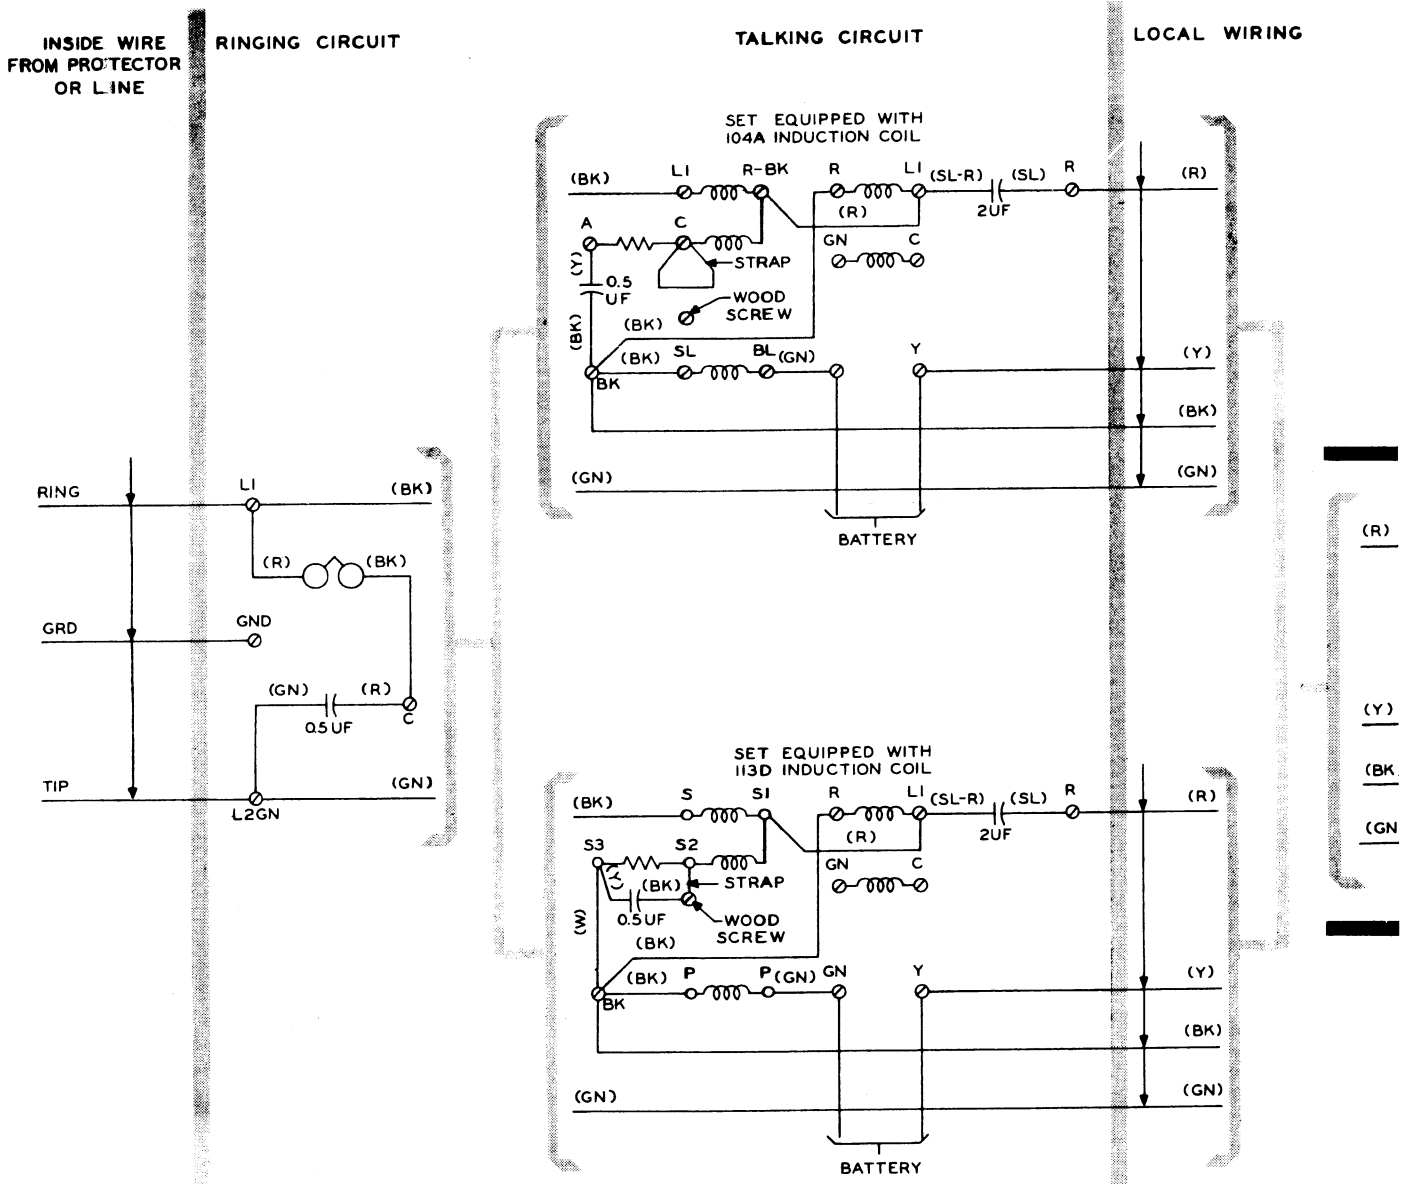 INSIDE WIRE
FROM PROTECTOR
OR LINE
RINGING CIRCUIT
TALKING CIRCUIT
LOCAL WIRING
SET EQUIPPED WITH
104A INDUCTION COIL
(BK)
L1
R-BK
R
L1
(SL-R)
(SL)
R
(R)
(R)
2UF
A
C
GN
C
(Y)
STRAP
0.5
UF
WOOD
SCREW
(BK)
(BK)
(BK)
SL
BL
(GN)
Y
(Y)
BK
(BK)
(GN)
(GN)
BATTERY
RING
L1
(BK)
(R)
(BK)
GRD
GND
(GN)
(R)
C
0.5UF
TIP
(GN)
L2GN
(R)
(Y)
(BK
(GN
SET EQUIPPED WITH
113D INDUCTION COIL
(BK)
S
S1
R
L1
(SL-R)
(SL)
R
(R)
(R)
2UF
S3
S2
GN
C
(Y)
(BK)
STRAP
0.5UF
(W)
WOOD
SCREW
(BK)
(BK)
P
P
(GN)
GN
Y
(Y)
BK
(BK)
(GN)
(GN)
BATTERY